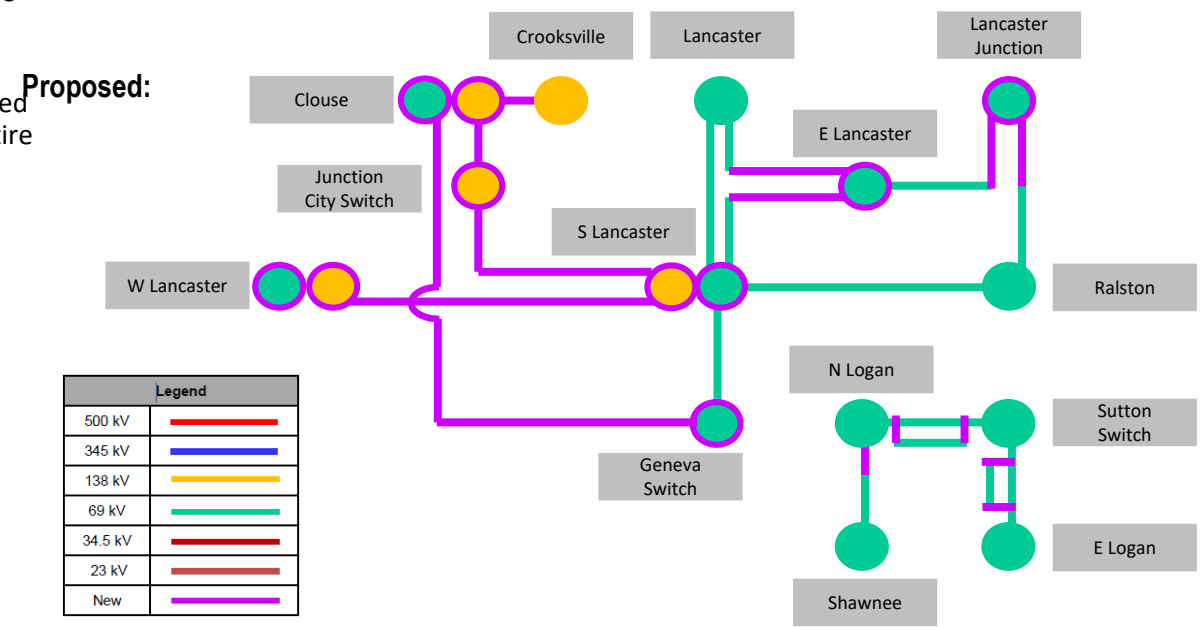 Proposed:
Crooksville
Lancaster
Lancaster
Junction
Clouse
E Lancaster
Junction
City Switch
S Lancaster
W Lancaster
Ralston
N Logan
Legend
500 kV
345 kV
138 kV
69 kV
34.5 kV
23 kV
New
Sutton
Switch
Geneva
Switch
E Logan
Shawnee